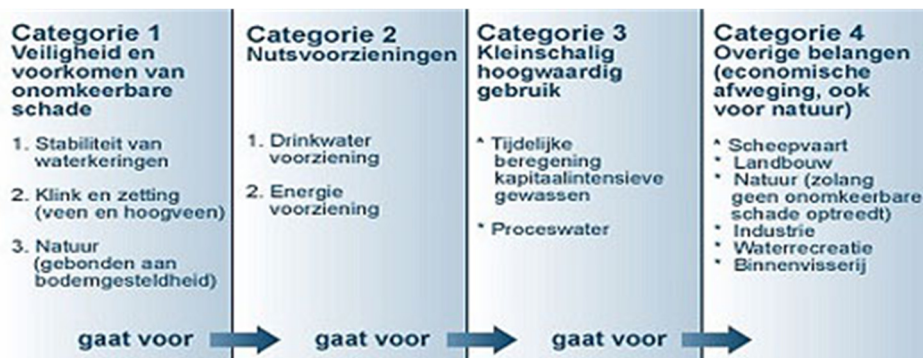 Categorie 1
Veiligheid en
voorkomen van
onomkeerbare
schade
1. Stabiliteit van
waterkeringen
2. Klink en zetting
(veen en hoogveen)
3. Natuur
(gebonden aan
bodemgesteldheid)
gaat voor
Categorie 2
Nutsvoorzieningen
1. Drinkwater
voorziening
2. Energie
voorziening
gaat voor
Categorie 3
Kleinschalig
hoogwaardig
gebruik
* Tijdelijke
beregening
kapitaalintensieve
gewassen
* Proceswater
gaat voor
Categorie 4
Overige belangen
(economische
afweging, ook
voor natuur)
* Scheepvaart
* Landbouw
* Natuur (zolang
geen onomkeerbare
schade optreedt)
* Industrie
* Waterrecreatie
* Binnenvisserij